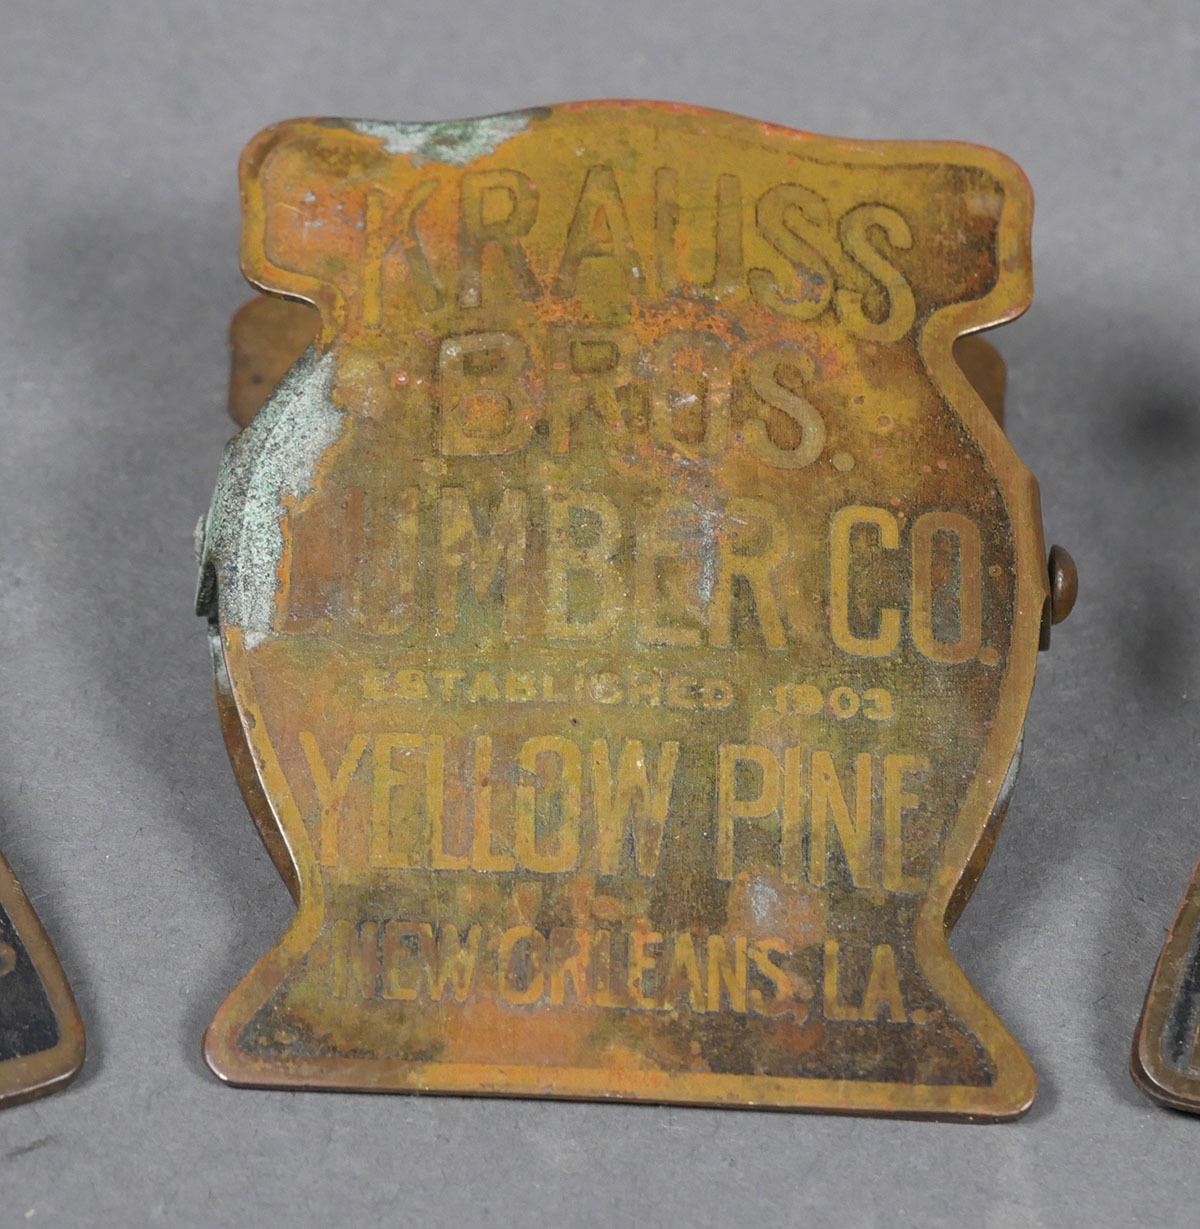 KRAUSS
BROS.
LUMBER CO.
ESTABLISHED 1903
YELLOW PINE
NEW ORLEANS, LA.